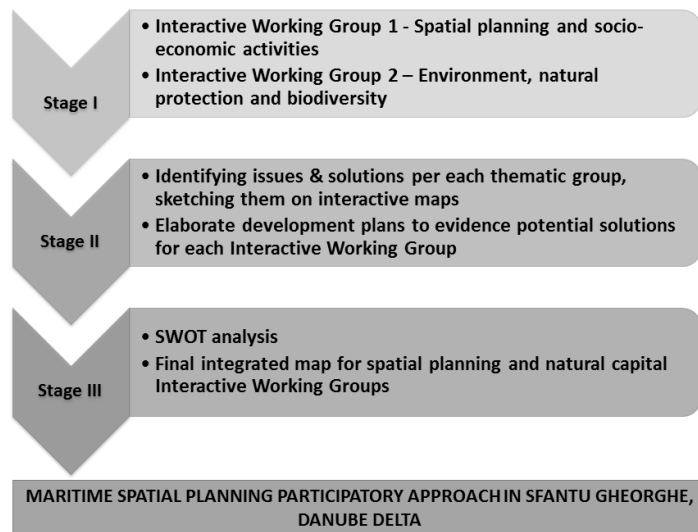 • Interactive Working Group 1 - Spatial planning and socio-
economic activities
• Interactive Working Group 2 – Environment, natural
protection and biodiversity
Stage I
• Identifying issues & solutions per each thematic group,
sketching them on interactive maps
• Elaborate development plans to evidence potential solutions
for each Interactive Working Group
Stage II
• SWOT analysis
• Final integrated map for spatial planning and natural capital
Interactive Working Groups
Stage III
MARITIME SPATIAL PLANNING PARTICIPATORY APPROACH IN SFANTU GHEORGHE,
DANUBE DELTA